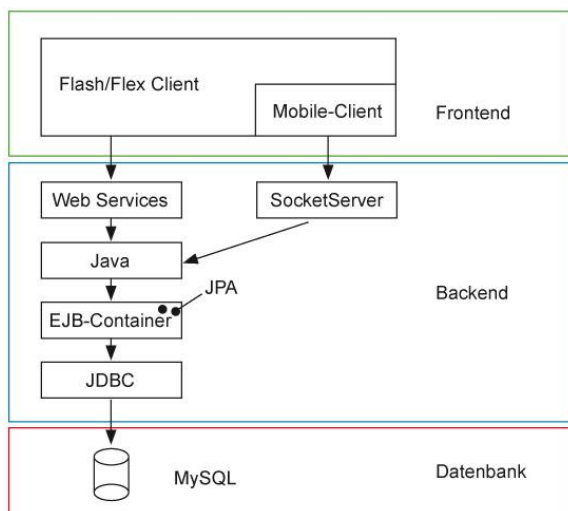 Flash/Flex Client
Mobile-Client
Frontend
Web Services
SocketServer
Java
JPA
Backend
EJB-Container
JDBC
MySQL
Datenbank